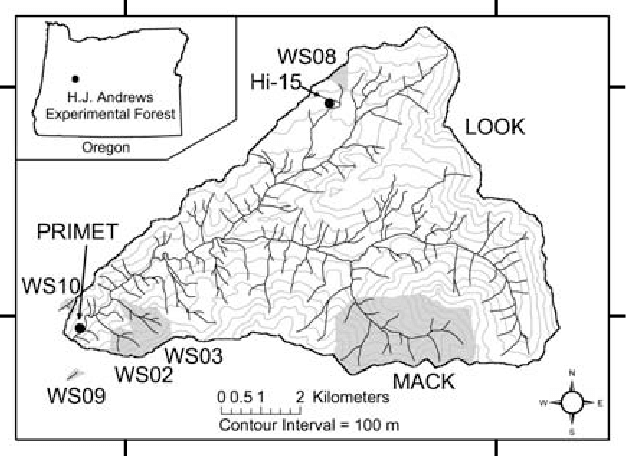 WS08
Hi-15
H.J. Andrews
Experimental Forest
Oregon
LOOK
PRIMET
WS10
WS03
WS02
MACK
WS09
0 0.5 1 2 Kilometers
Contour Interval = 100 m
N
W E
S